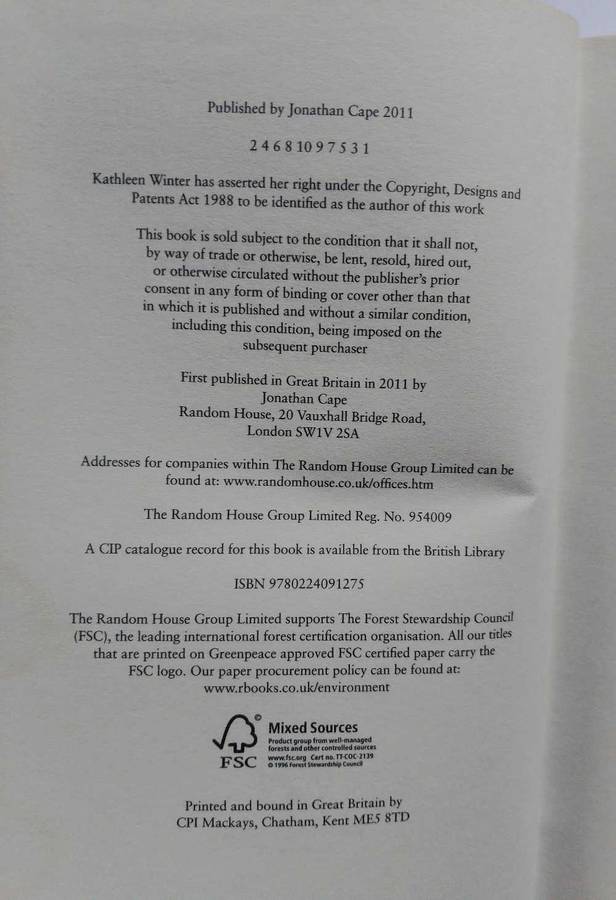 Published by Jonathan Cape 2011
2 4 6 8 10 9 7 5 3 1
Kathleen Winter has asserted her right under the Copyright, Designs and
Patents Act 1988 to be identified as the author of this work
This book is sold subject to the condition that it shall not,
by way of trade or otherwise, be lent, resold, hired out,
or otherwise circulated without the publisher's prior
consent in any form of binding or cover other than that
in which it is published and without a similar condition,
including this condition, being imposed on the
subsequent purchaser
First published in Great Britain in 2011 by
Jonathan Cape
Random House, 20 Vauxhall Bridge Road,
London SW1V 2SA
Addresses for companies within The Random House Group Limited can be
found at: www.randomhouse.co.uk/offices.htm
The Random House Group Limited Reg. No. 954009
A CIP catalogue record for this book is available from the British Library
ISBN 9780224091275
The Random House Group Limited supports The Forest Stewardship Council
(FSC), the leading international forest certification organisation. All our titles
that are printed on Greenpeace approved FSC certified paper carry the
FSC logo. Our paper procurement policy can be found at:
www.rbooks.co.uk/environment
©
FSC
Mixed Sources
Product group from well-managed
forests and other controlled sources
www.fsc.org Cert no. TT-COC-2139
© 1996 Forest Stewardship Council
Printed and bound in Great Britain by
CPI Mackays, Chatham, Kent ME5 8TD